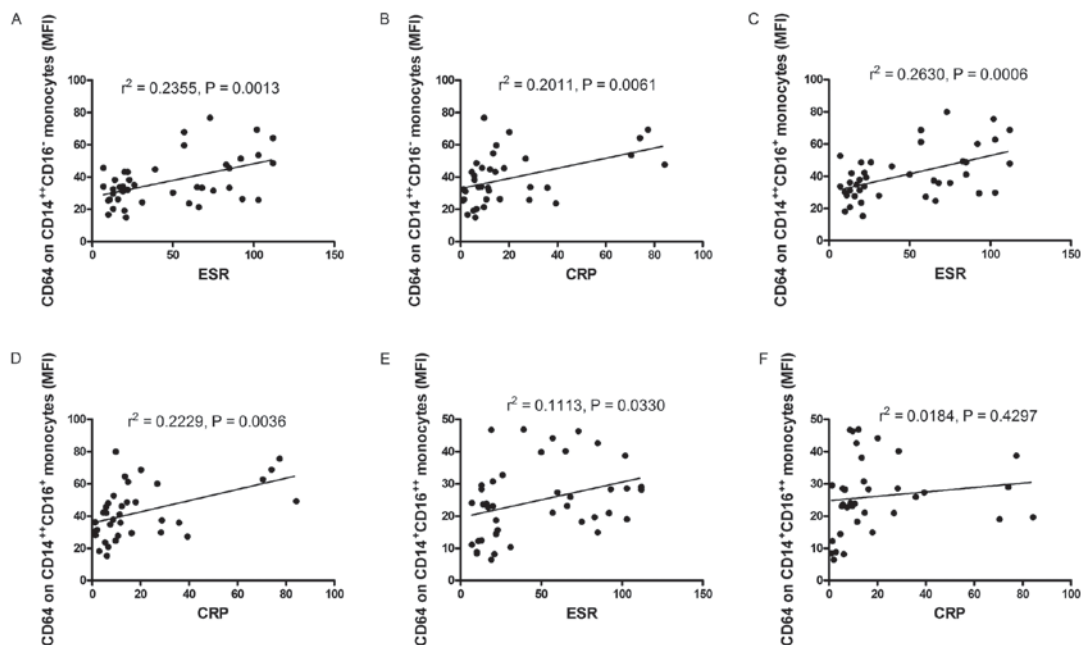 A
CD64 on CD14++CD16- monocytes (MFI)
r2 = 0.2355, P = 0.0013
100
80
60
40
20
0
0 50 100 150
ESR
B
CD64 on CD14++CD16- monocytes (MFI)
r2 = 0.2011, P = 0.0061
100
80
60
40
20
0
0 20 40 60 80 100
CRP
C
CD64 on CD14++CD16+ monocytes (MFI)
r2 = 0.2630, P = 0.0006
100
80
60
40
20
0
0 50 100 150
ESR
D
CD64 on CD14++CD16+ monocytes (MFI)
r2 = 0.2229, P = 0.0036
100
80
60
40
20
0
0 20 40 60 80 100
CRP
E
CD64 on CD14+CD16++ monocytes (MFI)
r2 = 0.1113, P = 0.0330
50
40
30
20
10
0
0 50 100 150
ESR
F
CD64 on CD14+CD16++ monocytes (MFI)
r2 = 0.0184, P = 0.4297
50
40
30
20
10
0
0 20 40 60 80 100
CRP